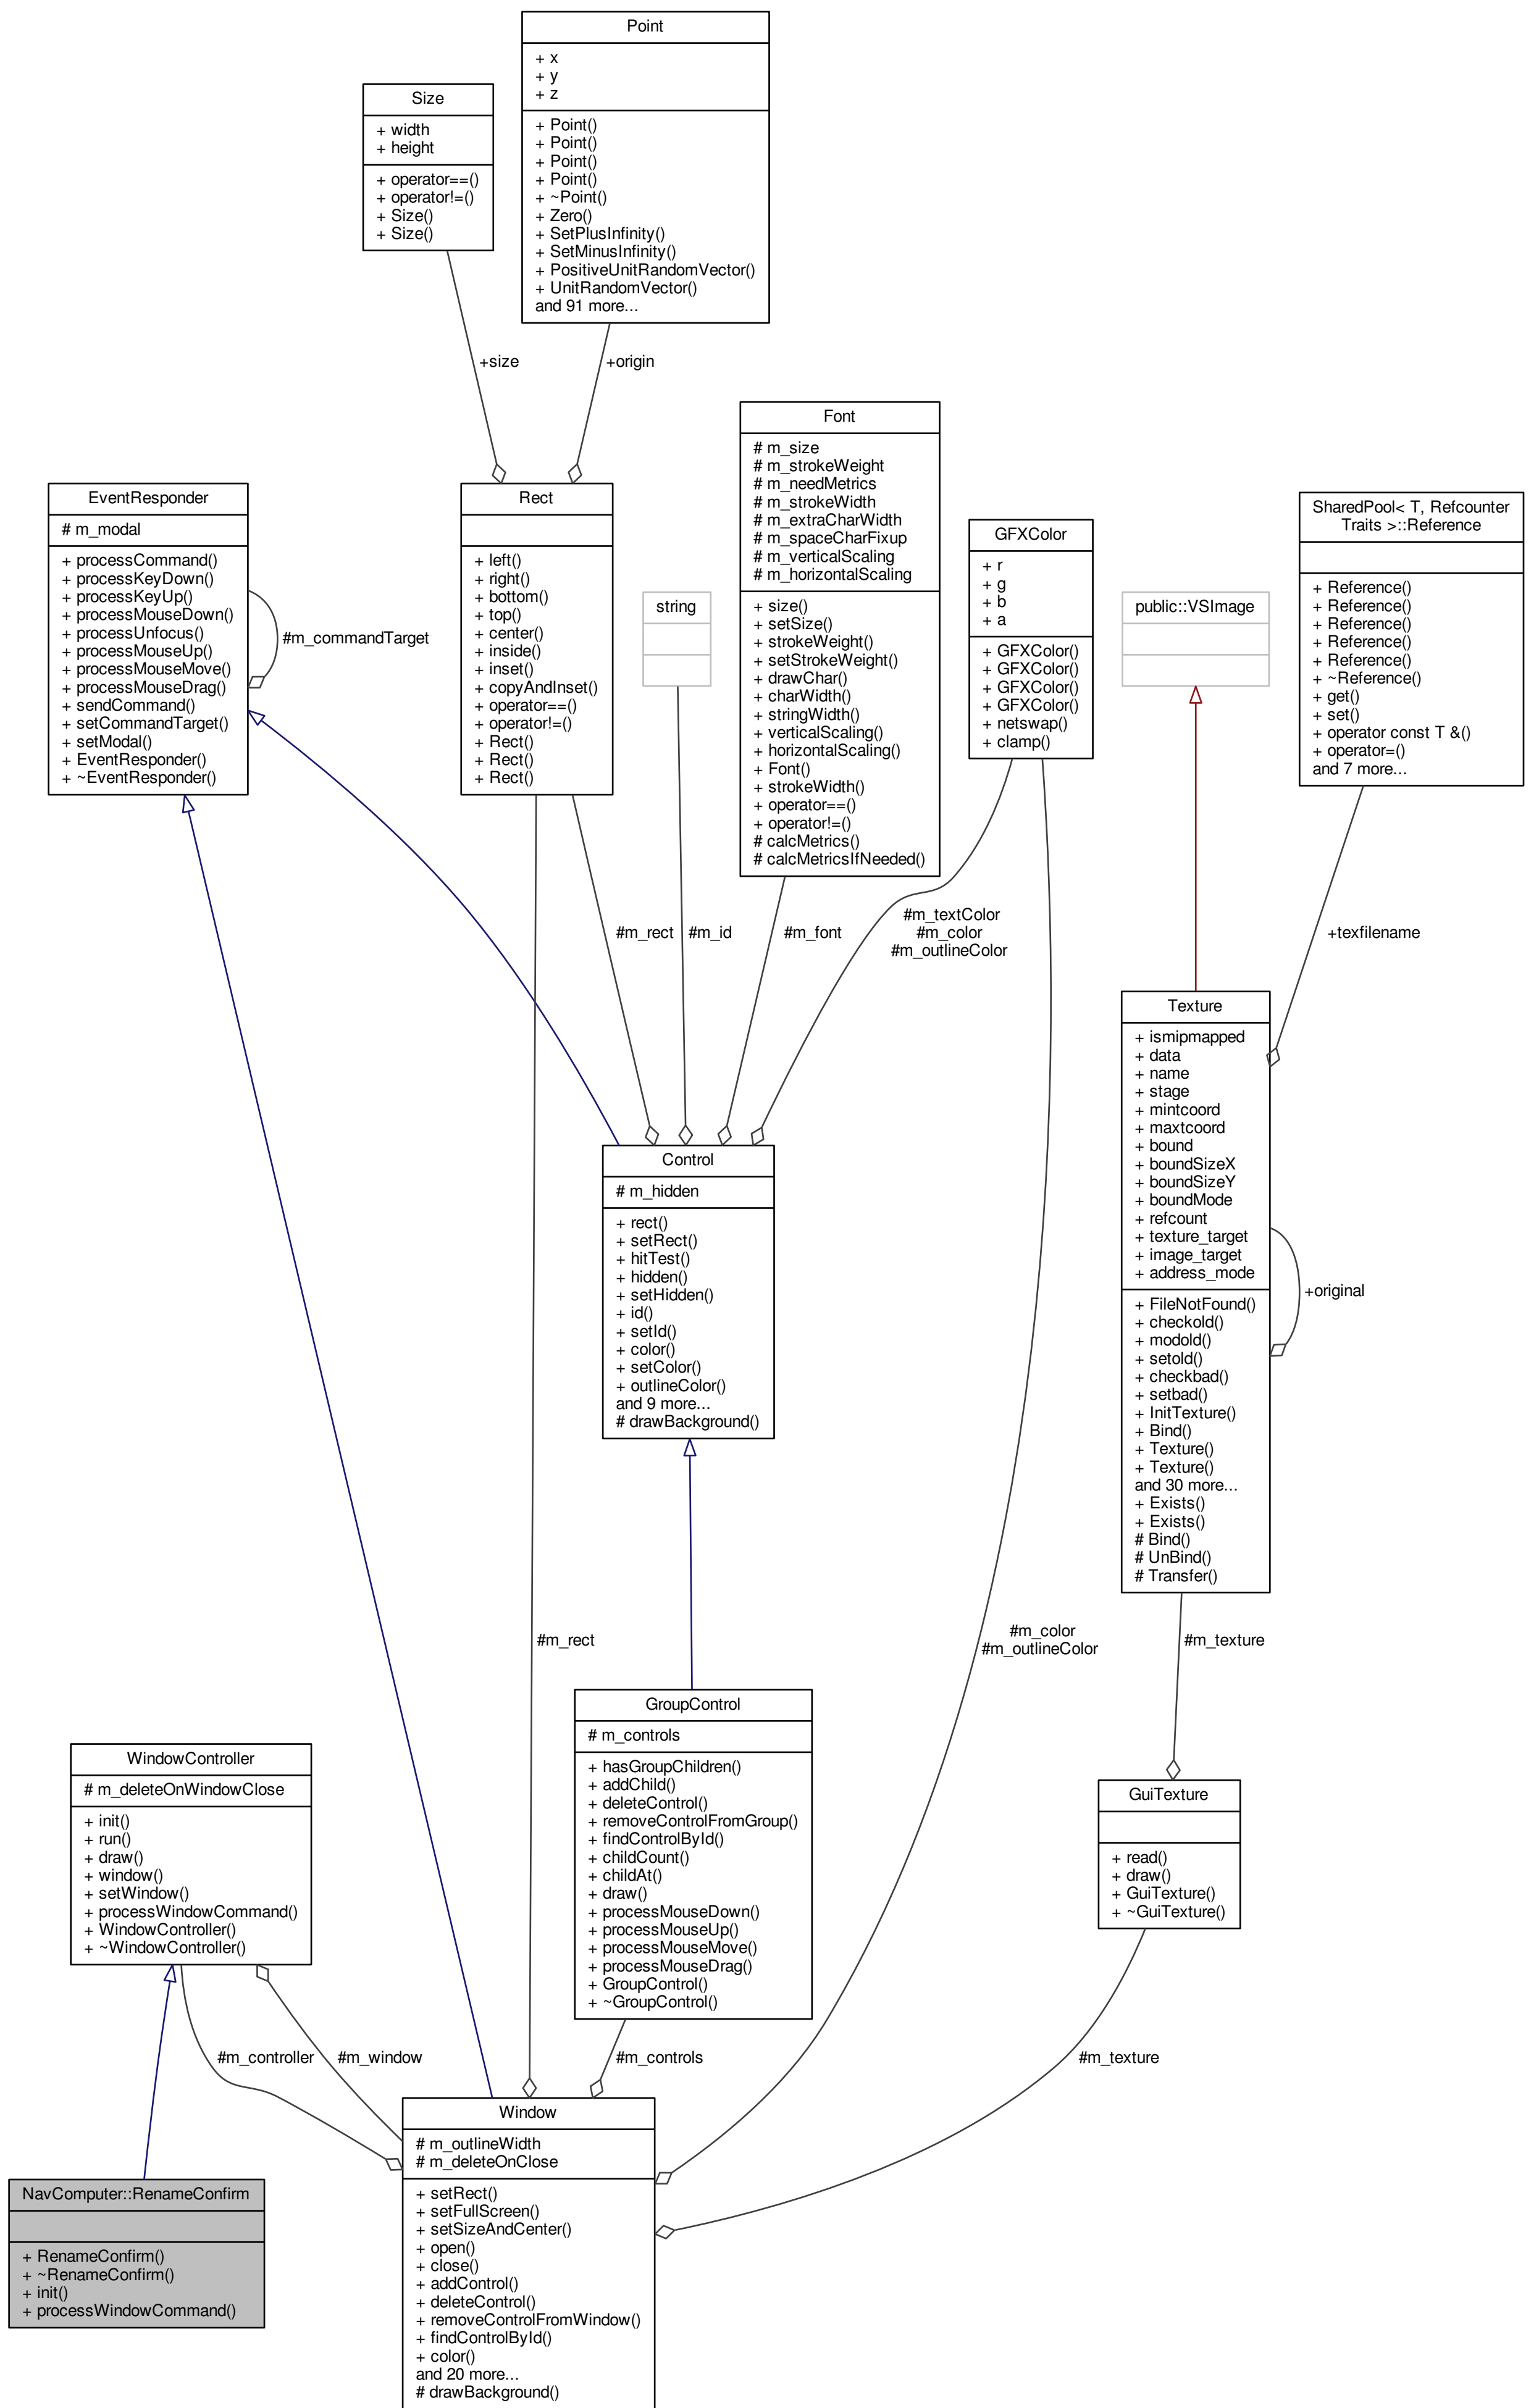 Point
+ x
+ y
+ z
+ Point()
+ Point()
+ Point()
+ Point()
+ ~Point()
+ Zero()
+ SetPlusInfinity()
+ SetMinusInfinity()
+ PositiveUnitRandomVector()
+ UnitRandomVector()
and 91 more...
Size
+ width
+ height
+ operator==()
+ operator!=()
+ Size()
+ Size()
+size
+origin
EventResponder
# m_modal
+ processCommand()
+ processKeyDown()
+ processKeyUp()
+ processMouseDown()
+ processUnfocus()
+ processMouseUp()
+ processMouseMove()
+ processMouseDrag()
+ sendCommand()
+ setCommandTarget()
+ setModal()
+ EventResponder()
+ ~EventResponder()
#m_commandTarget
Rect
+ left()
+ right()
+ bottom()
+ top()
+ center()
+ inside()
+ inset()
+ copyAndInset()
+ operator==()
+ operator!=()
+ Rect()
+ Rect()
+ Rect()
string
Font
# m_size
# m_strokeWeight
# m_needMetrics
# m_strokeWidth
# m_extraCharWidth
# m_spaceCharFixup
# m_verticalScaling
# m_horizontalScaling
+ size()
+ setSize()
+ strokeWeight()
+ setStrokeWeight()
+ drawChar()
+ charWidth()
+ stringWidth()
+ verticalScaling()
+ horizontalScaling()
+ Font()
+ strokeWidth()
+ operator==()
+ operator!=()
# calcMetrics()
# calcMetricsIfNeeded()
GFXColor
+ r
+ g
+ b
+ a
+ GFXColor()
+ GFXColor()
+ GFXColor()
+ GFXColor()
+ netswap()
+ clamp()
public::VSImage
SharedPool< T, Refcounter
Traits >::Reference
+ Reference()
+ Reference()
+ Reference()
+ Reference()
+ Reference()
+ ~Reference()
+ get()
+ set()
+ operator const T &()
+ operator=()
and 7 more...
#m_rect
#m_id
#m_font
#m_textColor
#m_color
#m_outlineColor
+texfilename
Control
# m_hidden
+ rect()
+ setRect()
+ hitTest()
+ hidden()
+ setHidden()
+ id()
+ setId()
+ color()
+ setColor()
+ outlineColor()
and 9 more...
# drawBackground()
Texture
+ ismipmapped
+ data
+ name
+ stage
+ mintcoord
+ maxtcoord
+ bound
+ boundSizeX
+ boundSizeY
+ boundMode
+ refcount
+ texture_target
+ image_target
+ address_mode
+ FileNotFound()
+ checkold()
+ modold()
+ setold()
+ checkbad()
+ setbad()
+ InitTexture()
+ Bind()
+ Texture()
+ Texture()
and 30 more...
+ Exists()
+ Exists()
# Bind()
# UnBind()
# Transfer()
+original
#m_rect
#m_color
#m_outlineColor
#m_texture
GroupControl
# m_controls
+ hasGroupChildren()
+ addChild()
+ deleteControl()
+ removeControlFromGroup()
+ findControlById()
+ childCount()
+ childAt()
+ draw()
+ processMouseDown()
+ processMouseUp()
+ processMouseMove()
+ processMouseDrag()
+ GroupControl()
+ ~GroupControl()
WindowController
# m_deleteOnWindowClose
+ init()
+ run()
+ draw()
+ window()
+ setWindow()
+ processWindowCommand()
+ WindowController()
+ ~WindowController()
GuiTexture
+ read()
+ draw()
+ GuiTexture()
+ ~GuiTexture()
#m_controller
#m_window
#m_controls
#m_texture
Window
# m_outlineWidth
# m_deleteOnClose
+ setRect()
+ setFullScreen()
+ setSizeAndCenter()
+ open()
+ close()
+ addControl()
+ deleteControl()
+ removeControlFromWindow()
+ findControlById()
+ color()
and 20 more...
# drawBackground()
NavComputer::RenameConfirm
+ RenameConfirm()
+ ~RenameConfirm()
+ init()
+ processWindowCommand()